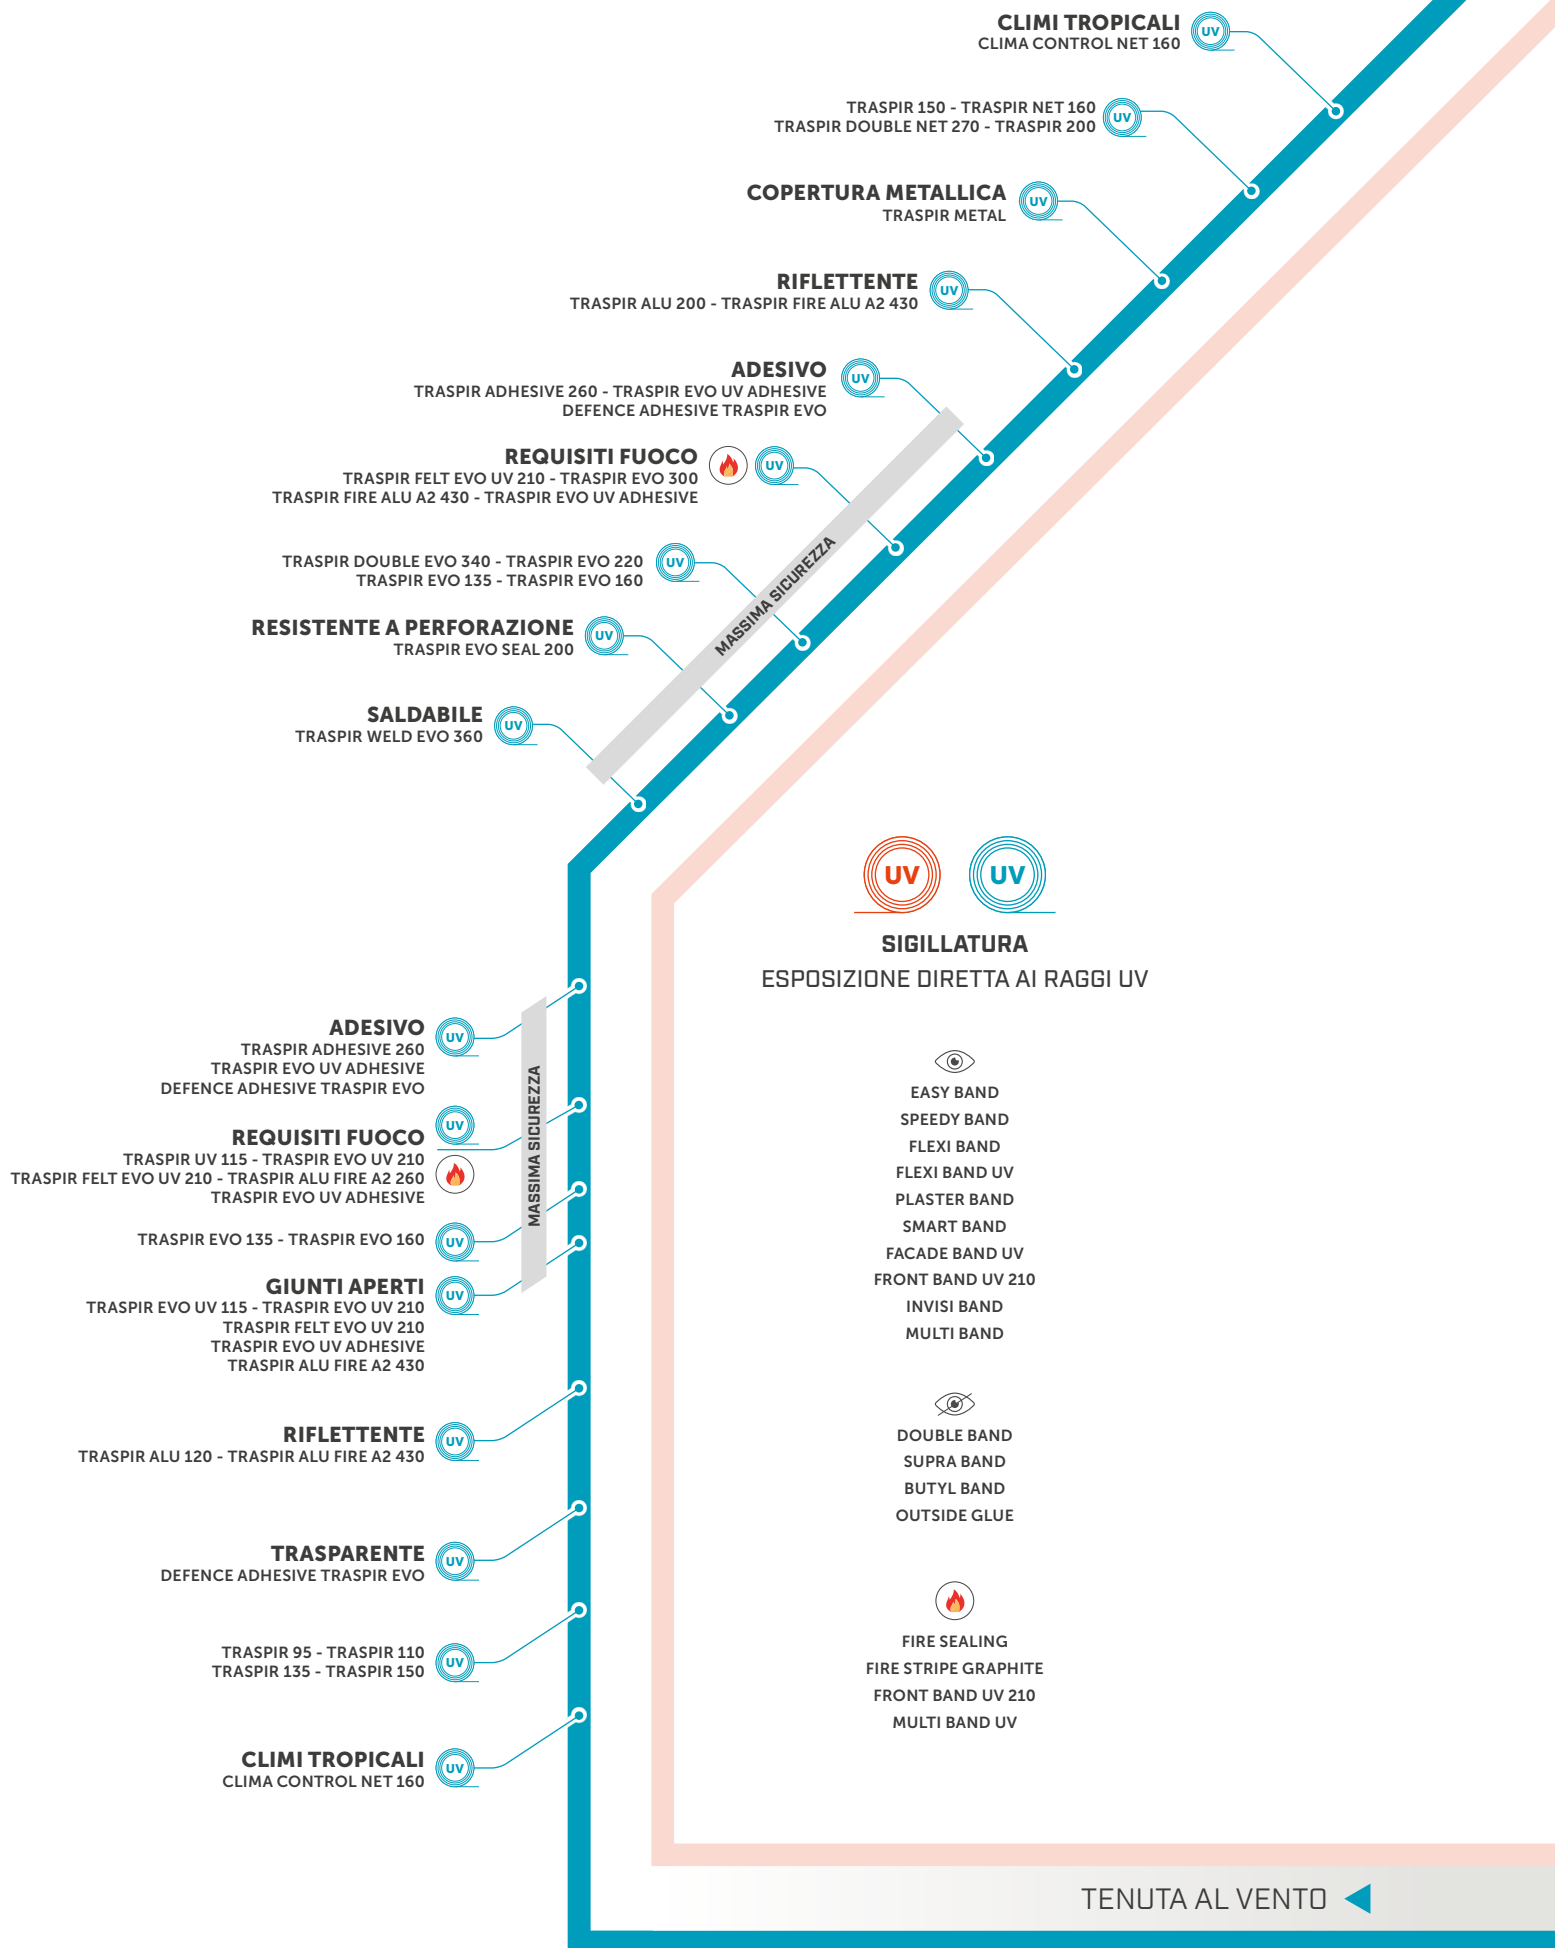 CLIMI TROPICALI
CLIMA CONTROL NET 160
UV
TRASPIR 150 - TRASPIR NET 160
TRASPIR DOUBLE NET 270 - TRASPIR 200
UV
COPERTURA METALLICA
TRASPIR METAL
UV
RIFLETTENTE
TRASPIR ALU 200 - TRASPIR FIRE ALU A2 430
UV
ADESIVO
TRASPIR ADHESIVE 260 - TRASPIR EVO UV ADHESIVE
DEFENCE ADHESIVE TRASPIR EVO
UV
REQUISITI FUOCO
TRASPIR FELT EVO UV 210 - TRASPIR EVO 300
TRASPIR FIRE ALU A2 430 - TRASPIR EVO UV ADHESIVE
UV
TRASPIR DOUBLE EVO 340 - TRASPIR EVO 220
TRASPIR EVO 135 - TRASPIR EVO 160
UV
MASSIMA SICUREZZA
RESISTENTE A PERFORAZIONE
TRASPIR EVO SEAL 200
UV
SALDABILE
TRASPIR WELD EVO 360
UV
UV
UV
SIGILLATURA
ESPOSIZIONE DIRETTA AI RAGGI UV
EASY BAND
SPEEDY BAND
FLEXI BAND
FLEXI BAND UV
PLASTER BAND
SMART BAND
FACADE BAND UV
FRONT BAND UV 210
INVISI BAND
MULTI BAND
DOUBLE BAND
SUPRA BAND
BUTYL BAND
OUTSIDE GLUE
FIRE SEALING
FIRE STRIPE GRAPHITE
FRONT BAND UV 210
MULTI BAND UV
ADESIVO
TRASPIR ADHESIVE 260
TRASPIR EVO UV ADHESIVE
DEFENCE ADHESIVE TRASPIR EVO
UV
MASSIMA SICUREZZA
REQUISITI FUOCO
TRASPIR UV 115 - TRASPIR EVO UV 210
TRASPIR FELT EVO UV 210 - TRASPIR ALU FIRE A2 260
TRASPIR EVO UV ADHESIVE
UV
TRASPIR EVO 135 - TRASPIR EVO 160
UV
GIUNTI APERTI
TRASPIR EVO UV 115 - TRASPIR EVO UV 210
TRASPIR FELT EVO UV 210
TRASPIR EVO UV ADHESIVE
TRASPIR ALU FIRE A2 430
UV
RIFLETTENTE
TRASPIR ALU 120 - TRASPIR ALU FIRE A2 430
UV
TRASPARENTE
DEFENCE ADHESIVE TRASPIR EVO
UV
TRASPIR 95 - TRASPIR 110
TRASPIR 135 - TRASPIR 150
UV
CLIMI TROPICALI
CLIMA CONTROL NET 160
UV
TENUTA AL VENTO